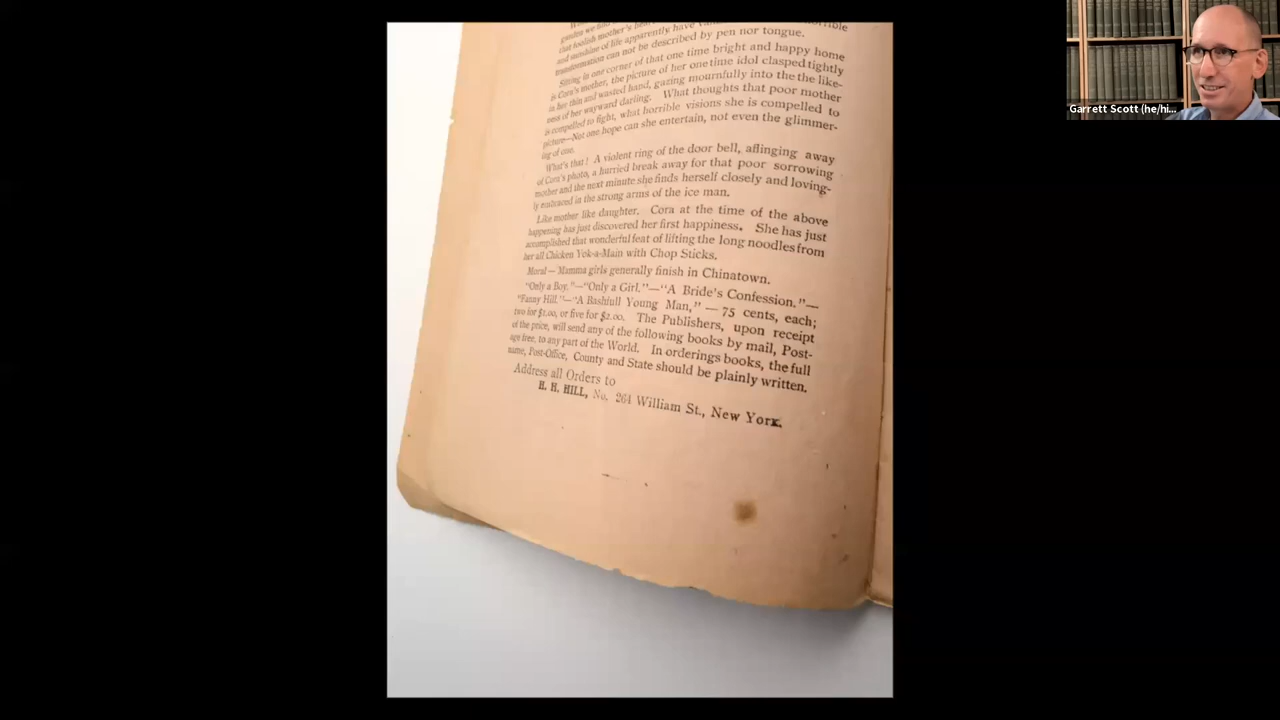 garden we find
that foolish mother's
and sunshine of life apparently have
transformation can not be described by pen nor tongue.
Sitting in one corner of that one time bright and happy home
is Cora's mother, the picture of her one time idol clasped tightly
in her thin and wasted hand, gazing mournfully into the the like-
ness of her wayward darling. What thoughts that poor mother
is compelled to fight, what horrible visions she is compelled to
picture—Not one hope can she entertain, not even the glimmer-
ing of one.
What's that! A violent ring of the door bell, aflinging away
of Cora's photo, a hurried break away for that poor sorrowing
mother and the next minute she finds herself closely and loving-
ly embraced in the strong arms of the ice man.
Like mother like daughter. Cora at the time of the above
happening has just discovered her first happiness. She has just
accomplished that wonderful feat of lifting the long noodles from
her all Chicken Yok-a-Main with Chop Sticks.
Moral — Mamma girls generally finish in Chinatown.
"Only a Boy."—"Only a Girl."—"A Bride's Confession."—
"Fanny Hill."—"A Bashfull Young Man," — 75 cents, each;
two for $1.00, or five for $2.00. The Publishers, upon receipt
of the price, will send any of the following books by mail, Post-
age free, to any part of the World. In orderings books, the full
name, Post-Office, County and State should be plainly written.
Address all Orders to
H. H. HILL, No. 264 William St., New York.
Garrett Scott (he/hi...